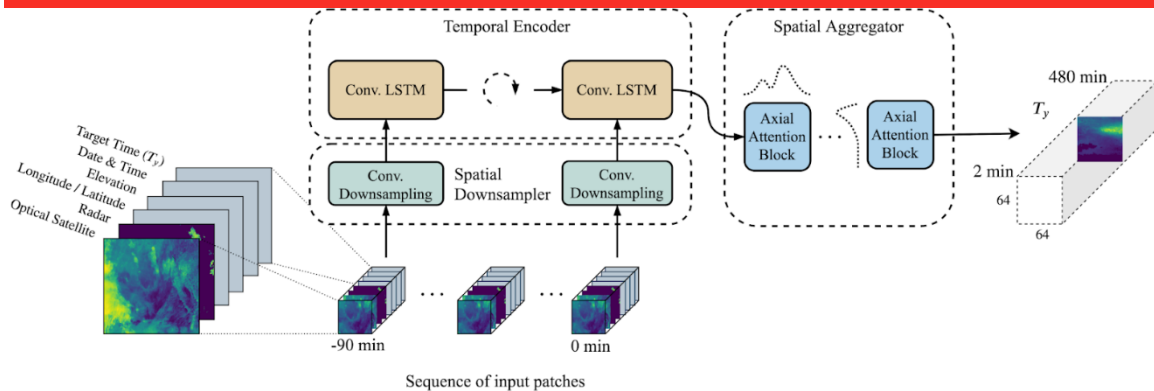 Temporal Encoder
Spatial Aggregator
Conv. LSTM
Conv. LSTM
Axial
Attention
Block
Axial
Attention
Block
480 min
T_y
2 min
64
64
Conv.
Downsampling
Spatial
Downsampler
Conv.
Downsampling
Target Time (T_y)
Date & Time
Elevation
Longitude / Latitude
Radar
Optical Satellite
-90 min
0 min
Sequence of input patches